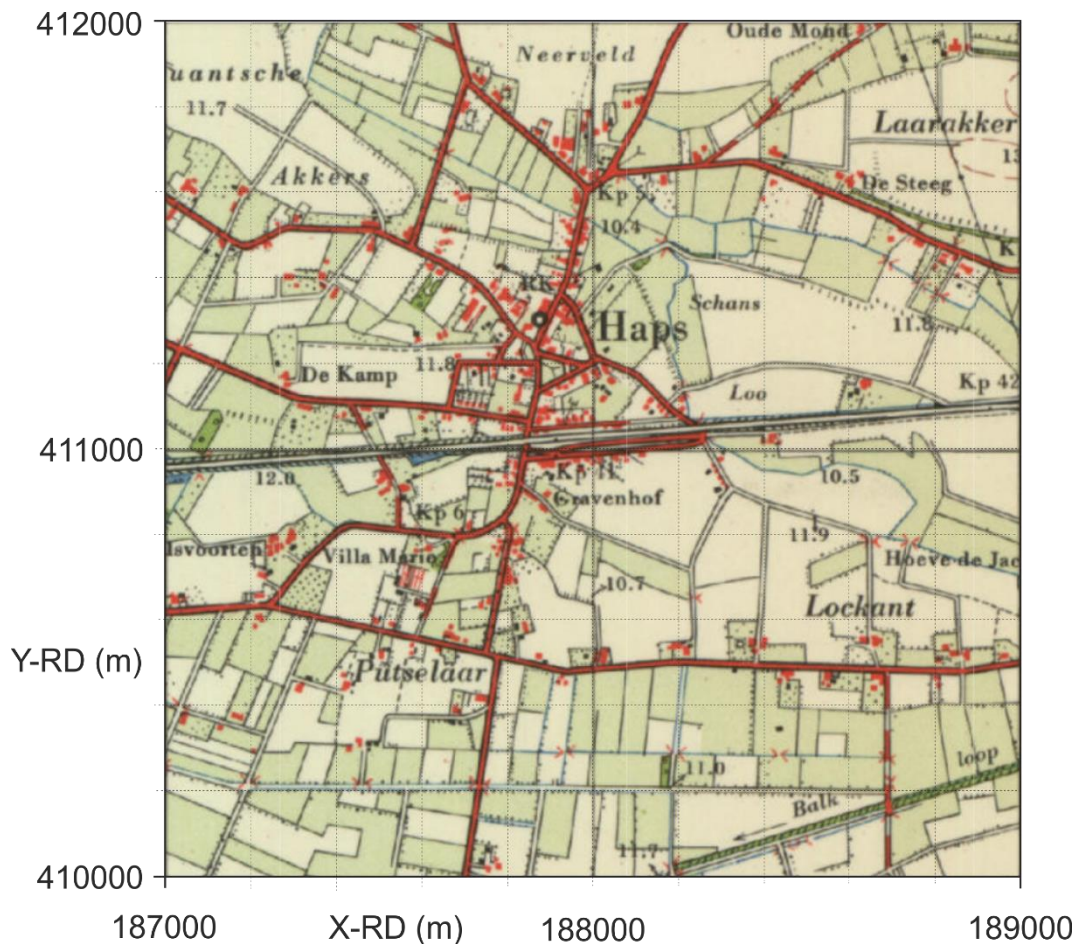 412000
Oude Mond
Neerveld
uantsche
11.7
Laarakker
Akkers
13
De Steeg
Kp
10.4
K
RK
Schans
Haps
11.8
11.8
De Kamp
Loo
Kp 42
411000
12.0
Kp 11
10.5
Gravenhof
Kp 6
11.9
lsvoorten
Villa Mario
Hoeve de Jac
10.7
Lockant
Y-RD (m)
Putselaar
loop
11.0
Balk
11.7
410000
187000
X-RD (m)
188000
189000